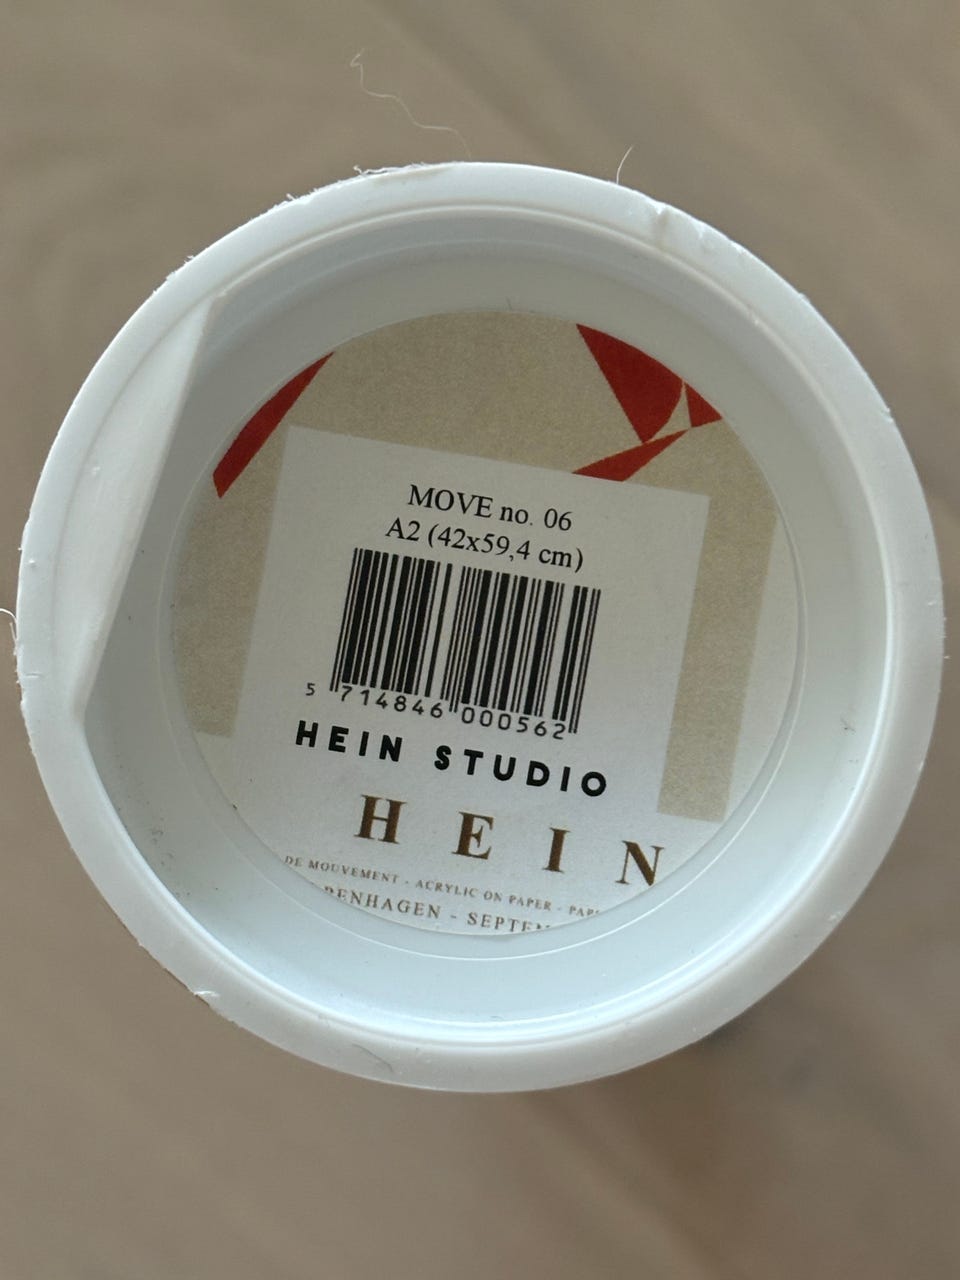 MOVE no. 06
A2 (42x59,4 cm)
5 714846 000562
HEIN STUDIO
HEIN
DE MOUVEMENT - ACRYLIC ON PAPER -